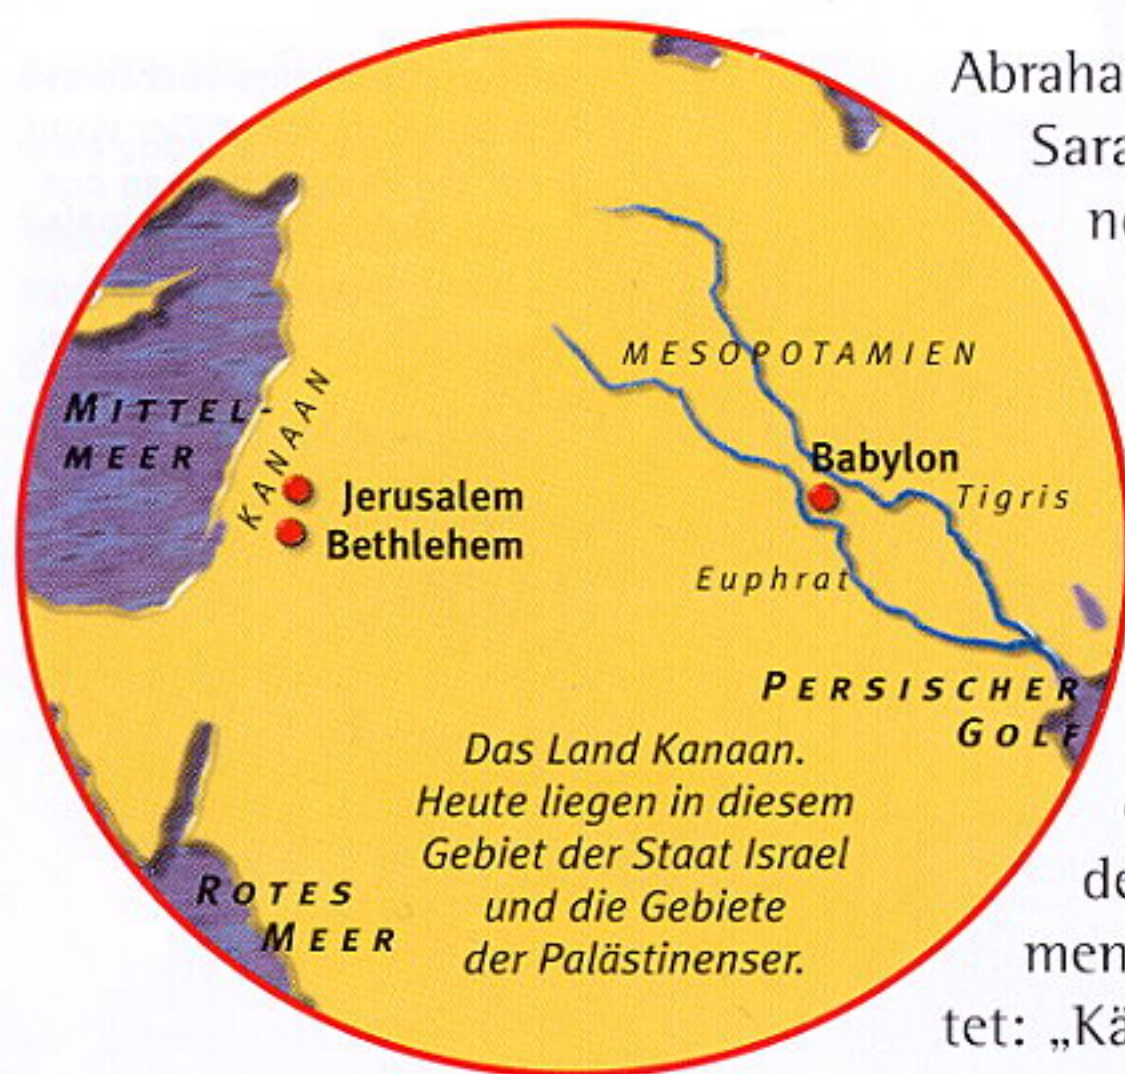 Abraha
Sara
MESOPOTAMIEN
MITTEL-
MEER
KANAAN
Babylon
Jerusalem
Tigris
Bethlehem
Euphrat
PERSISCHER
GOLF
Das Land Kanaan.
Heute liegen in diesem
Gebiet der Staat Israel
und die Gebiete
der Palästinenser.
ROTES
MEER
de
men
tet: „Kä